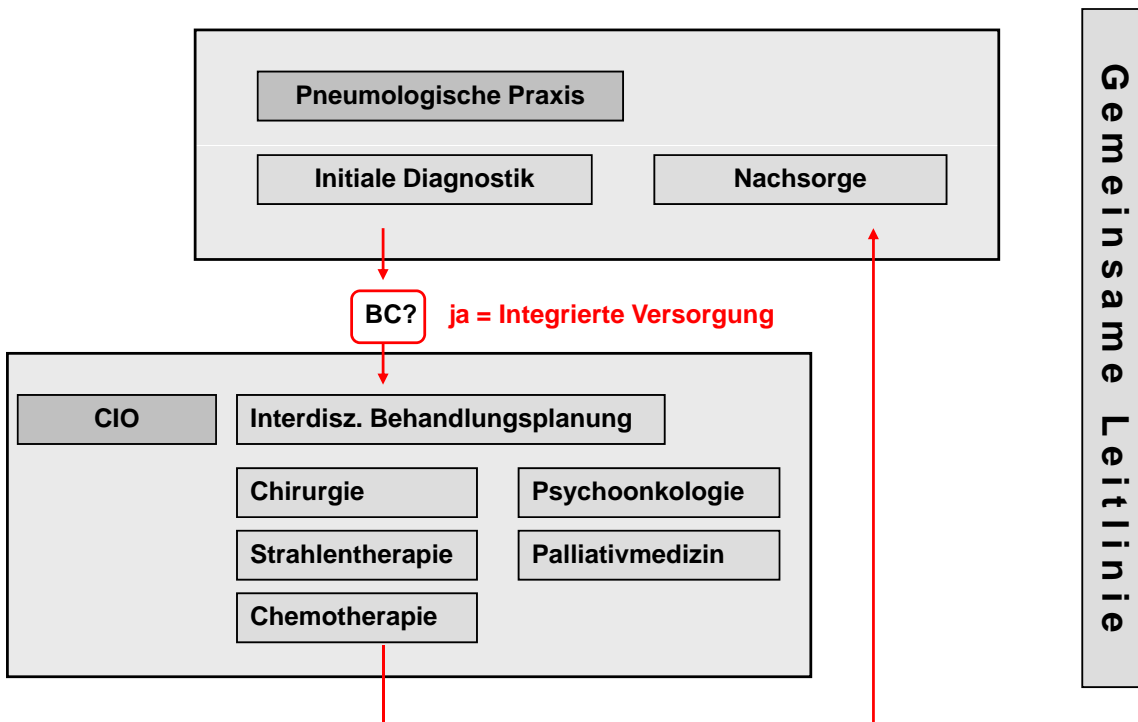 Pneumologische Praxis
Initiale Diagnostik
Nachsorge
BC?
ja = Integrierte Versorgung
CIO
Interdisz. Behandlungsplanung
Chirurgie
Psychoonkologie
Strahlentherapie
Palliativmedizin
Chemotherapie
Gemeinsame Leitlinie